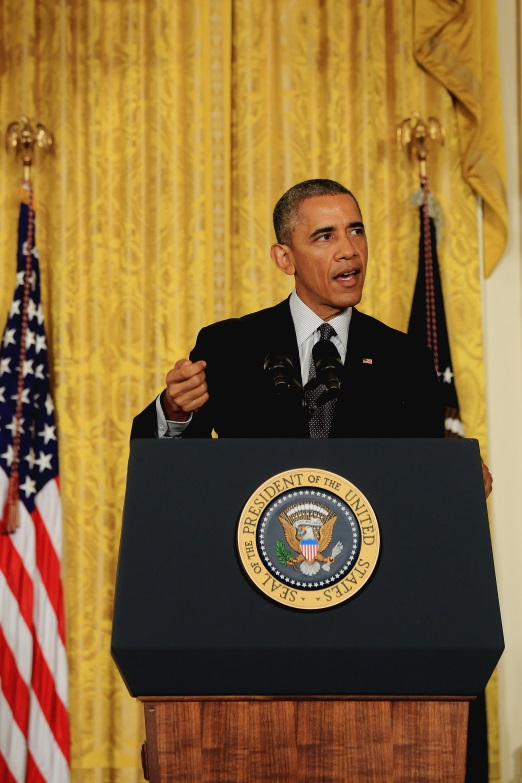 SEAL OF THE PRESIDENT OF THE UNITED STATES